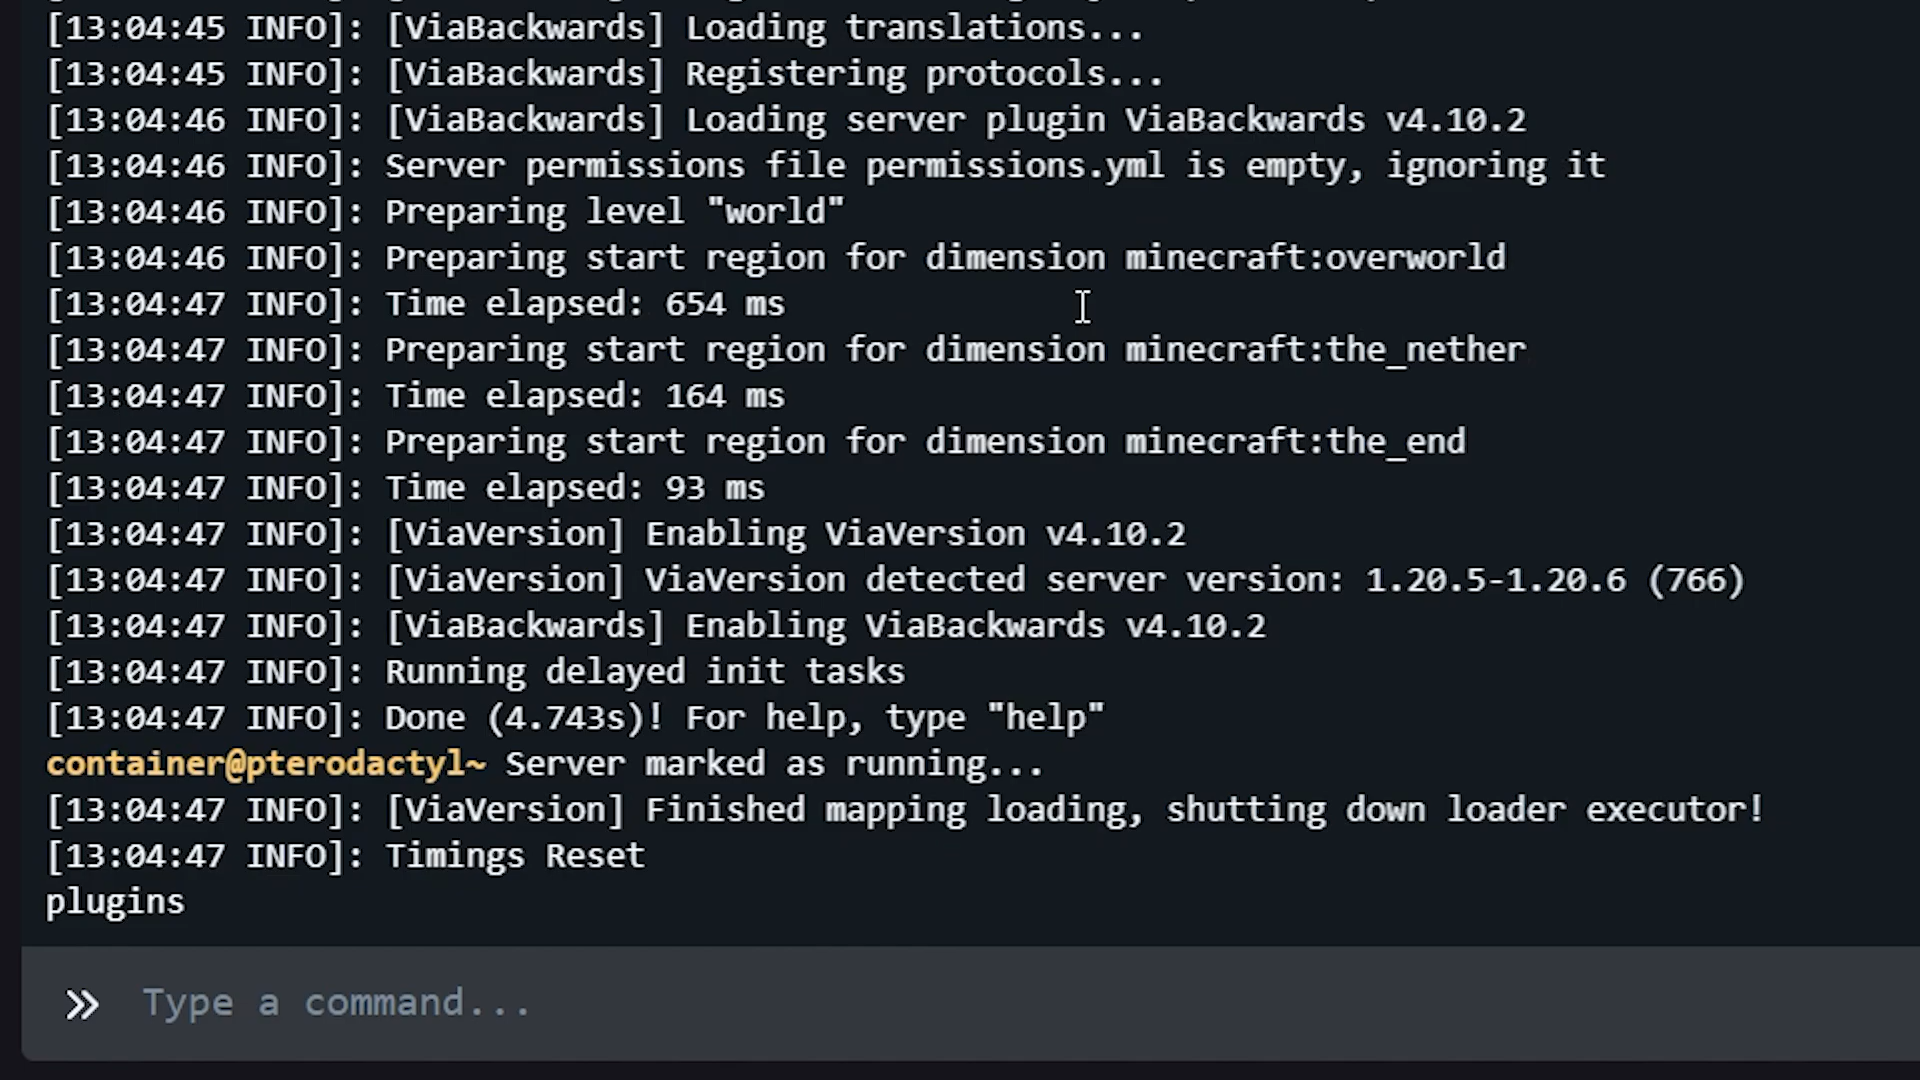 [13:04:45 INFO]: [ViaBackwards] Loading translations...
[13:04:45 INFO]: [ViaBackwards] Registering protocols...
[13:04:46 INFO]: [ViaBackwards] Loading server plugin ViaBackwards v4.10.2
[13:04:46 INFO]: Server permissions file permissions.yml is empty, ignoring it
[13:04:46 INFO]: Preparing level "world"
[13:04:46 INFO]: Preparing start region for dimension minecraft:overworld
[13:04:47 INFO]: Time elapsed: 654 ms
[13:04:47 INFO]: Preparing start region for dimension minecraft:the_nether
[13:04:47 INFO]: Time elapsed: 164 ms
[13:04:47 INFO]: Preparing start region for dimension minecraft:the_end
[13:04:47 INFO]: Time elapsed: 93 ms
[13:04:47 INFO]: [ViaVersion] Enabling ViaVersion v4.10.2
[13:04:47 INFO]: [ViaVersion] ViaVersion detected server version: 1.20.5-1.20.6 (766)
[13:04:47 INFO]: [ViaBackwards] Enabling ViaBackwards v4.10.2
[13:04:47 INFO]: Running delayed init tasks
[13:04:47 INFO]: Done (4.743s)! For help, type "help"
container@pterodactyl~ Server marked as running...
[13:04:47 INFO]: [ViaVersion] Finished mapping loading, shutting down loader executor!
[13:04:47 INFO]: Timings Reset
plugins
» Type a command...